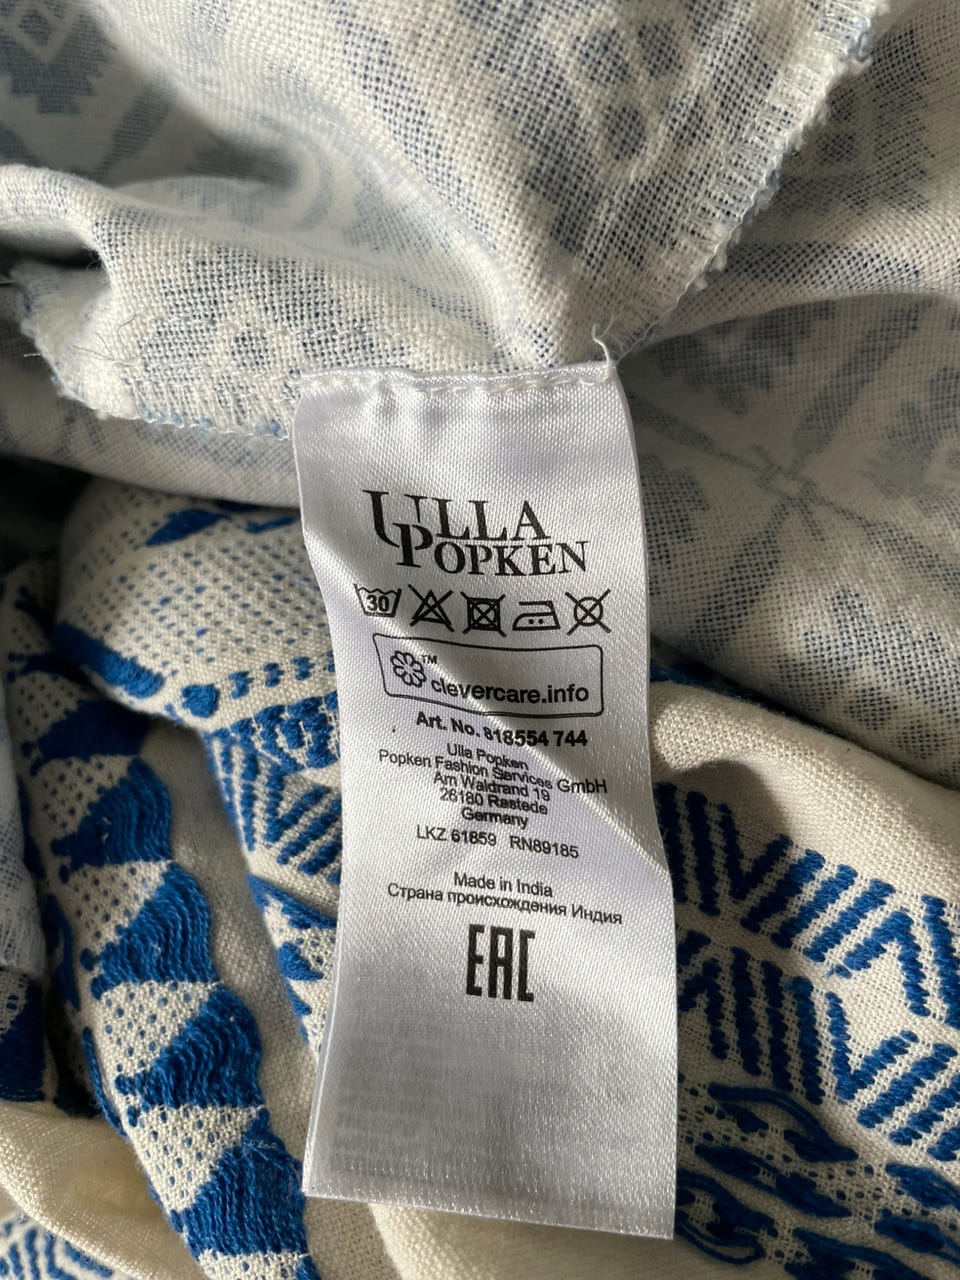 ULLA
POPKEN
30
clevercare.info
TM
Art. No. 818554 744
Ulla Popken
Popken Fashion Services GmbH
Am Waldrand 19
26180 Rastede
Germany
LKZ 61859 RN89185
Made in India
Страна происхождения Индия
EAC